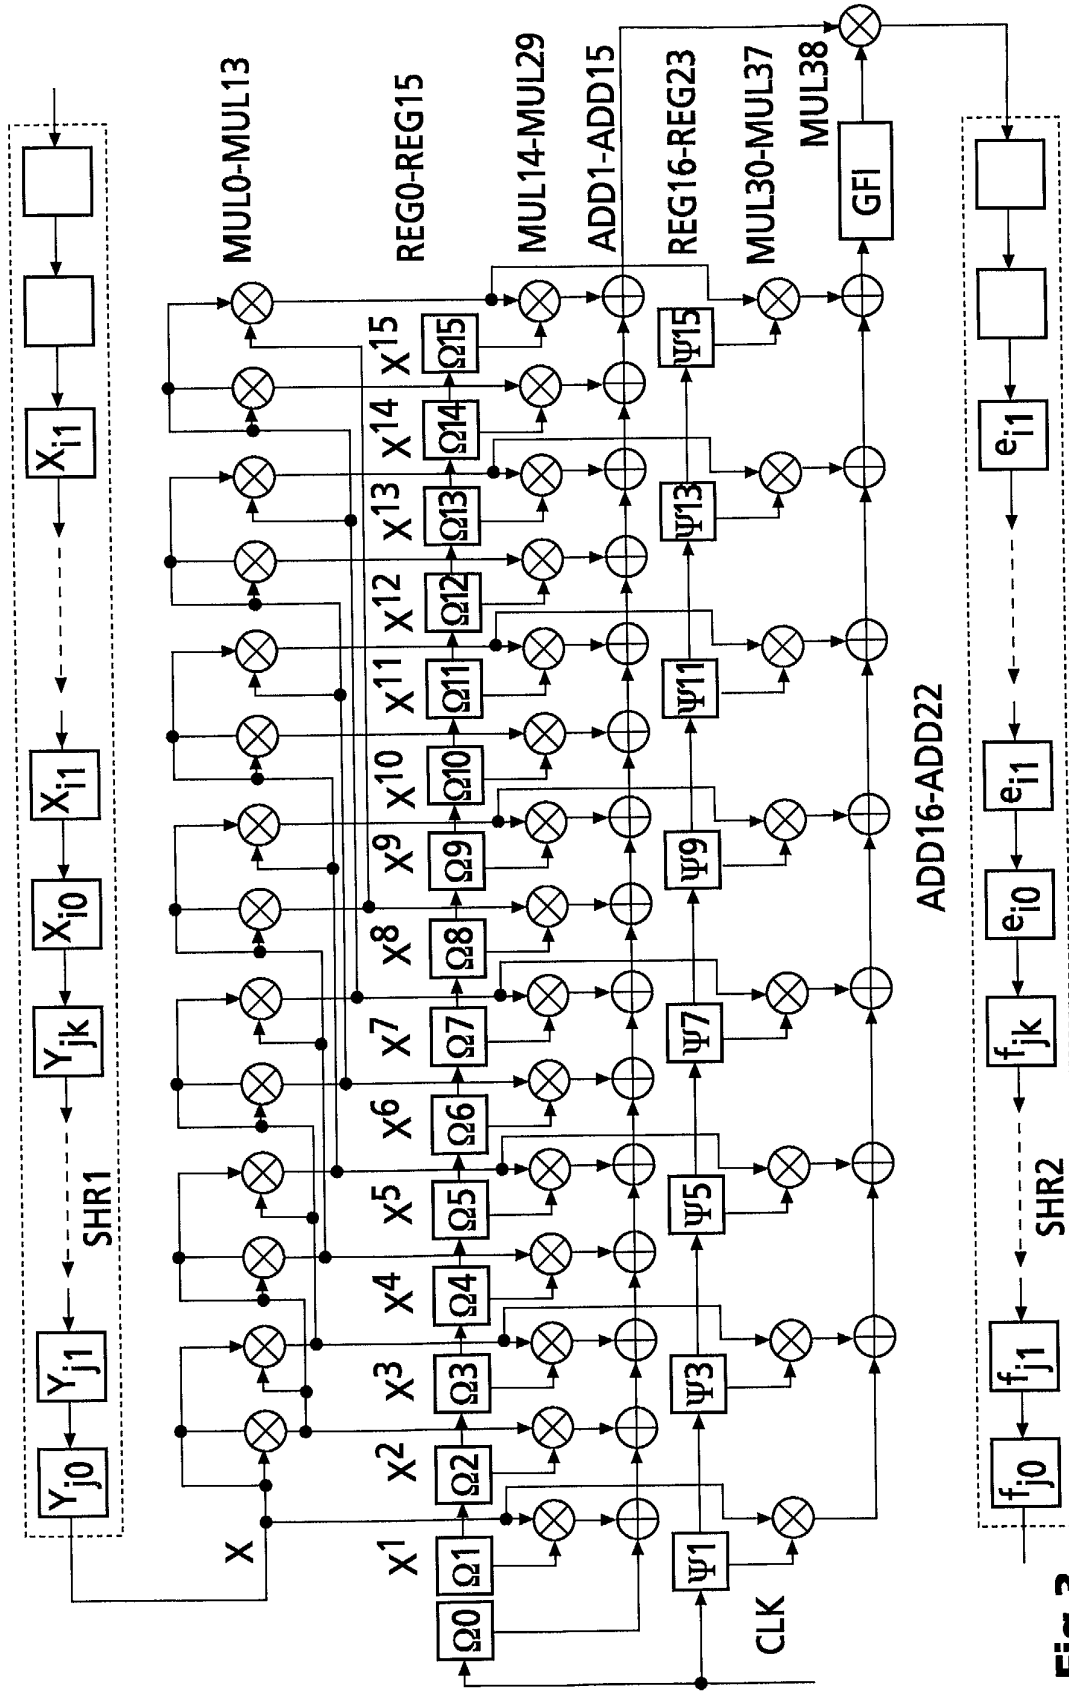 Y_j0 Y_j1 Y_jk X_i0 X_i1 X_i1
SHR1
MUL0-MUL13
X
X^1 X^2 X^3 X^4 X^5 X^6 X^7 X^8 X^9 X^10 X^11 X^12 X^13 X^14 X^15
REG0-REG15
Ω0 Ω1 Ω2 Ω3 Ω4 Ω5 Ω6 Ω7 Ω8 Ω9 Ω10 Ω11 Ω12 Ω13 Ω14 Ω15
MUL14-MUL29
ADD1-ADD15
Ψ1 Ψ3 Ψ5 Ψ7 Ψ9 Ψ11 Ψ13 Ψ15
REG16-REG23
CLK
MUL30-MUL37
MUL38
GFI
ADD16-ADD22
f_j0 f_j1 f_jk e_i0 e_i1 e_i1
SHR2